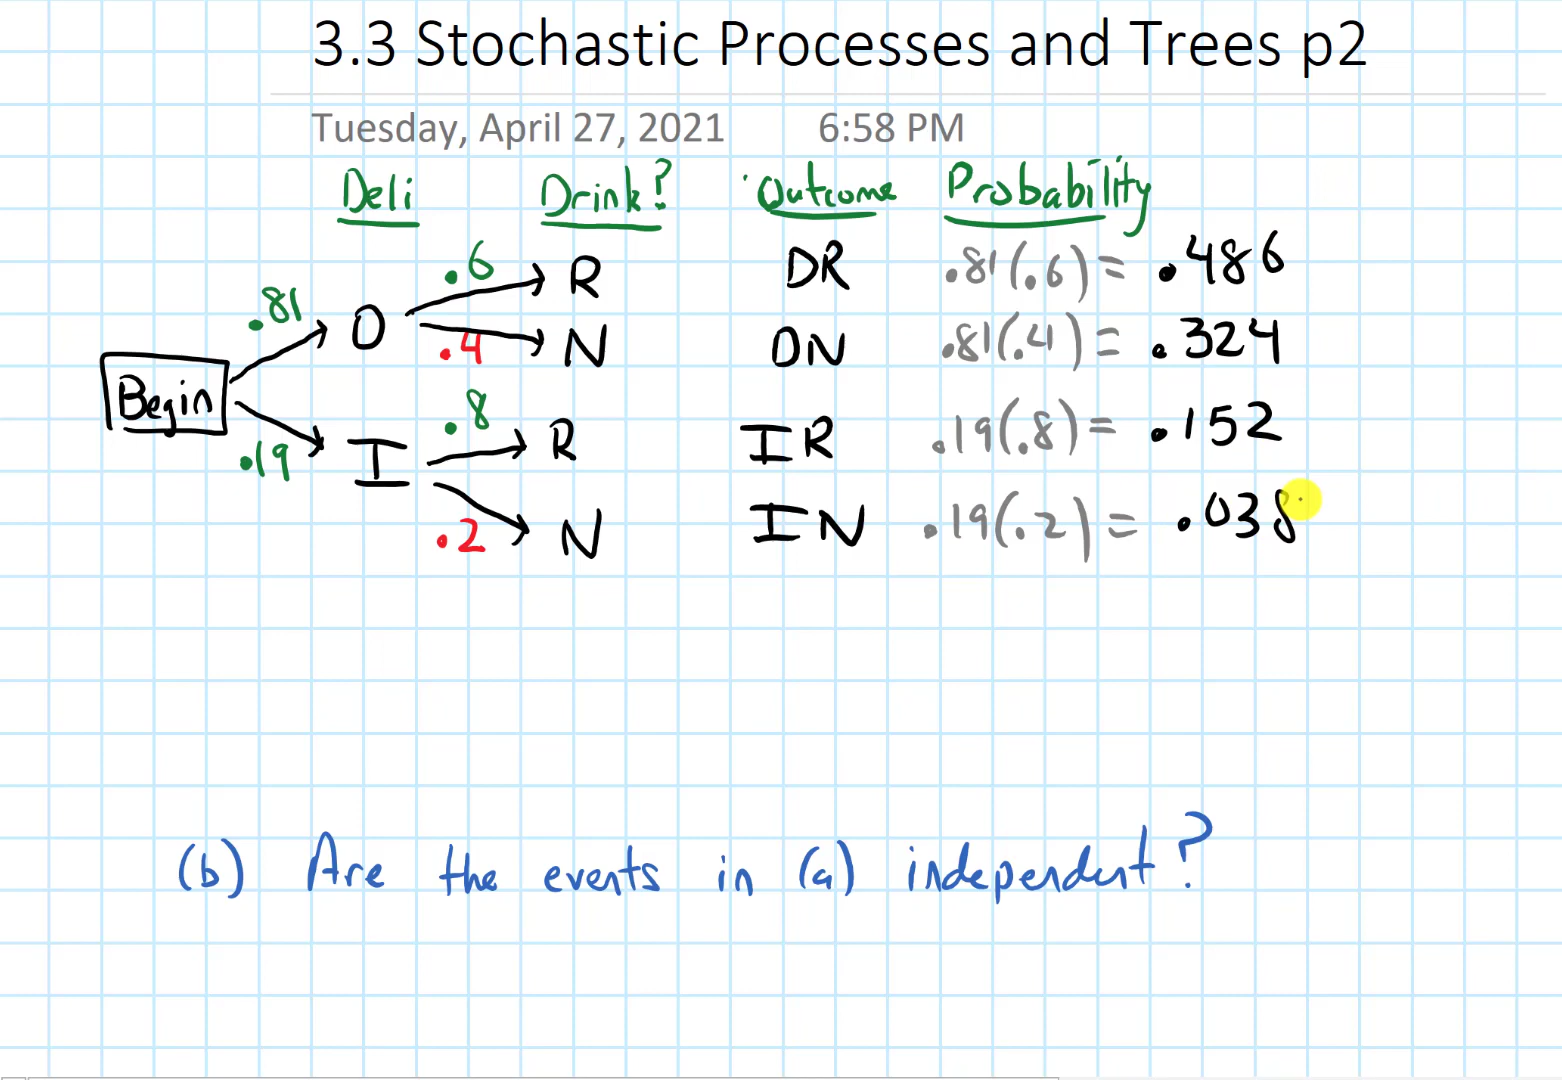 3.3 Stochastic Processes and Trees p2
Tuesday, April 27, 2021 6:58 PM
Deli Drink? Outcome Probability
.81 D .6 R DR .81(.6) = .486
.4 N DN .81(.4) = .324
Begin
.19 I .8 R IR .19(.8) = .152
.2 N IN .19(.2) = .038
(b) Are the events in (a) independent?